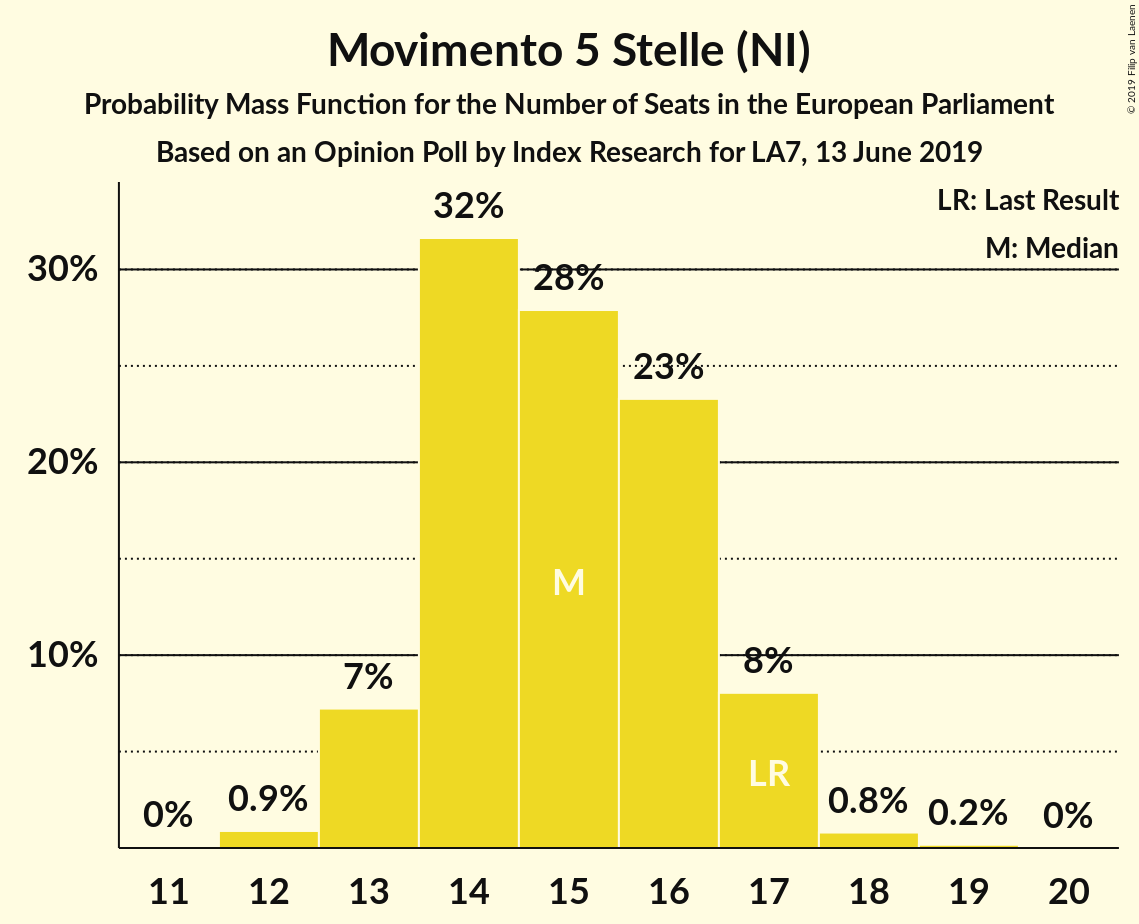 Movimento 5 Stelle (NI)
Probability Mass Function for the Number of Seats in the European Parliament
Based on an Opinion Poll by Index Research for LA7, 13 June 2019
© 2019 Filip van Laenen
LR: Last Result
M: Median
30%
20%
10%
0%
0.9%
7%
32%
28%
23%
8%
0.8%
0.2%
0%
M
LR
11 12 13 14 15 16 17 18 19 20